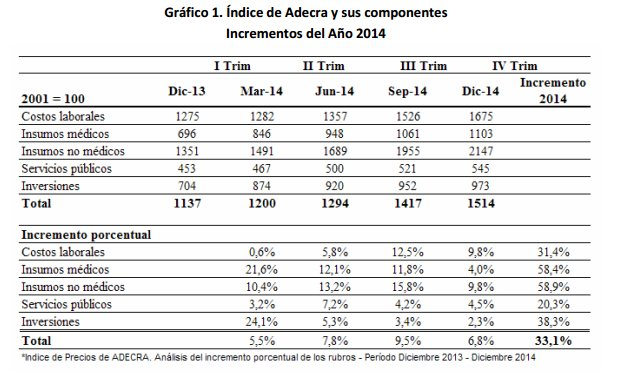 Gráfico 1. Índice de Adecra y sus componentes
Incrementos del Año 2014
I Trim II Trim III Trim IV Trim
2001 = 100 Dic-13 Mar-14 Jun-14 Sep-14 Dic-14 Incremento 2014
Costos laborales 1275 1282 1357 1526 1675
Insumos médicos 696 846 948 1061 1103
Insumos no médicos 1351 1491 1689 1955 2147
Servicios públicos 453 467 500 521 545
Inversiones 704 874 920 952 973
Total 1137 1200 1294 1417 1514
Incremento porcentual
Costos laborales 0,6% 5,8% 12,5% 9,8% 31,4%
Insumos médicos 21,6% 12,1% 11,8% 4,0% 58,4%
Insumos no médicos 10,4% 13,2% 15,8% 9,8% 58,9%
Servicios públicos 3,2% 7,2% 4,2% 4,5% 20,3%
Inversiones 24,1% 5,3% 3,4% 2,3% 38,3%
Total 5,5% 7,8% 9,5% 6,8% 33,1%
*Indice de Precios de ADECRA. Análisis del incremento porcentual de los rubros - Período Diciembre 2013 - Diciembre 2014